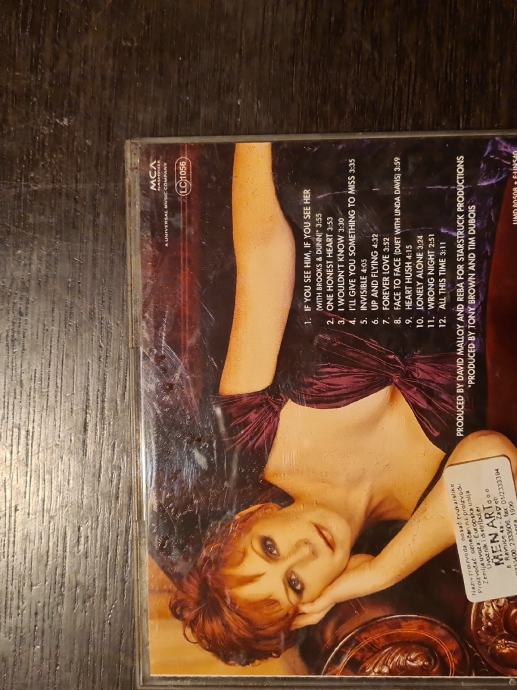 MCA
A UNIVERSAL MUSIC COMPANY
LC 1056
1. IF YOU SEE HIM, IF YOU SEE HER
(WITH BROOKS & DUNN)* 3:55
2. ONE HONEST HEART 3:53
3. I WOULDN'T KNOW 3:30
4. I'LL GIVE YOU SOMETHING TO MISS 3:35
5. INVISIBLE 4:05
6. UP AND FLYING 4:32
7. FOREVER LOVE 3:52
8. FACE TO FACE (DUET WITH LINDA DAVIS) 3:59
9. HEART HUSH 4:15
10. LONELY ALONE 3:24
11. WRONG NIGHT 2:51
12. ALL THIS TIME 3:11
PRODUCED BY DAVID MALLOY AND REBA FOR STARSTRUCK PRODUCTIONS
*PRODUCED BY TONY BROWN AND TIM DUBOIS
MEN ART d.o.o.